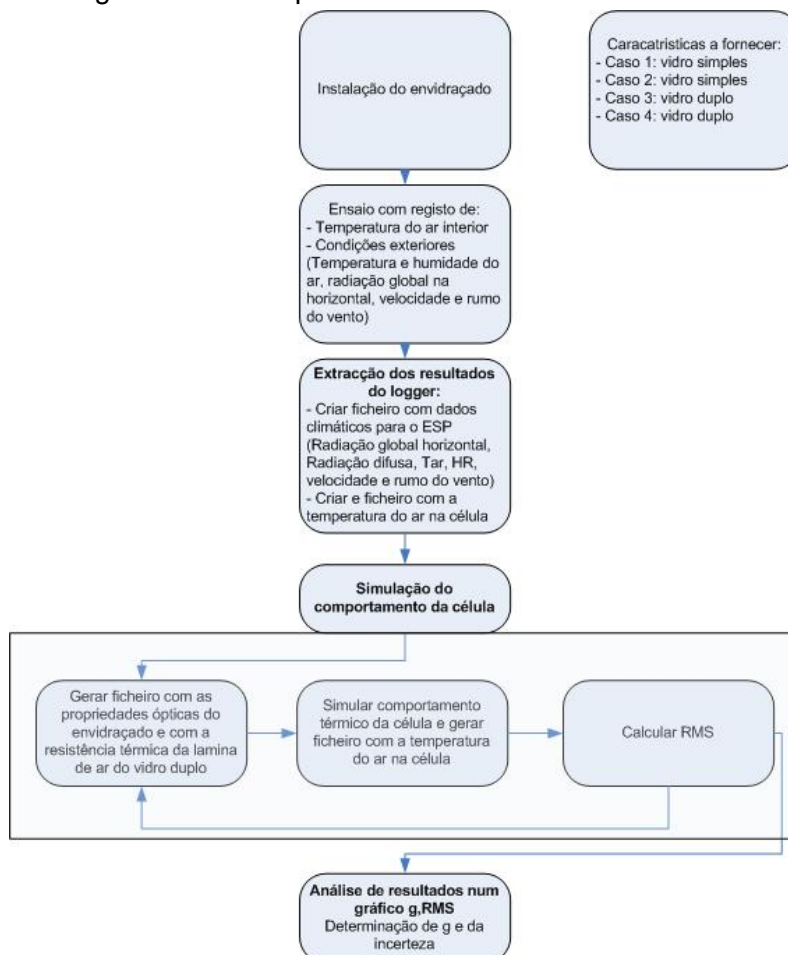 Instalação do envidraçado
Caracatristicas a fornecer:
- Caso 1: vidro simples
- Caso 2: vidro simples
- Caso 3: vidro duplo
- Caso 4: vidro duplo
Ensaio com registo de:
- Temperatura do ar interior
- Condições exteriores
(Temperatura e humidade do
ar, radiação global na
horizontal, velocidade e rumo
do vento)
Extracção dos resultados
do logger:
- Criar ficheiro com dados
climáticos para o ESP
(Radiação global horizontal,
Radiação difusa, Tar, HR,
velocidade e rumo do vento)
- Criar e ficheiro com a
temperatura do ar na célula
Simulação do
comportamento da célula
Gerar ficheiro com as
propriedades ópticas do
envidraçado e com a
resistência térmica da lamina
de ar do vidro duplo
Simular comportamento
térmico da célula e gerar
ficheiro com a temperatura
do ar na célula
Calcular RMS
Análise de resultados num
gráfico g,RMS
Determinação de g e da
incerteza